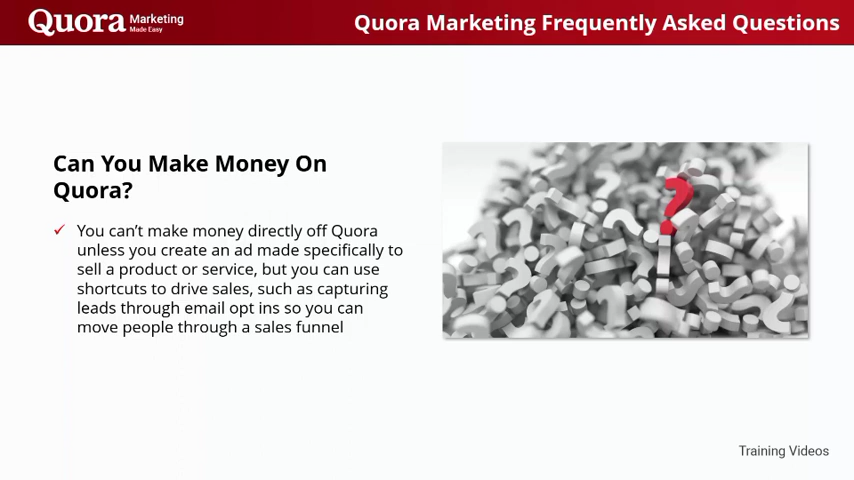 Quora Marketing
Made Easy
Quora Marketing Frequently Asked Questions
Can You Make Money On
Quora?
✓ You can’t make money directly off Quora
unless you create an ad made specifically to
sell a product or service, but you can use
shortcuts to drive sales, such as capturing
leads through email opt ins so you can
move people through a sales funnel
Training Videos